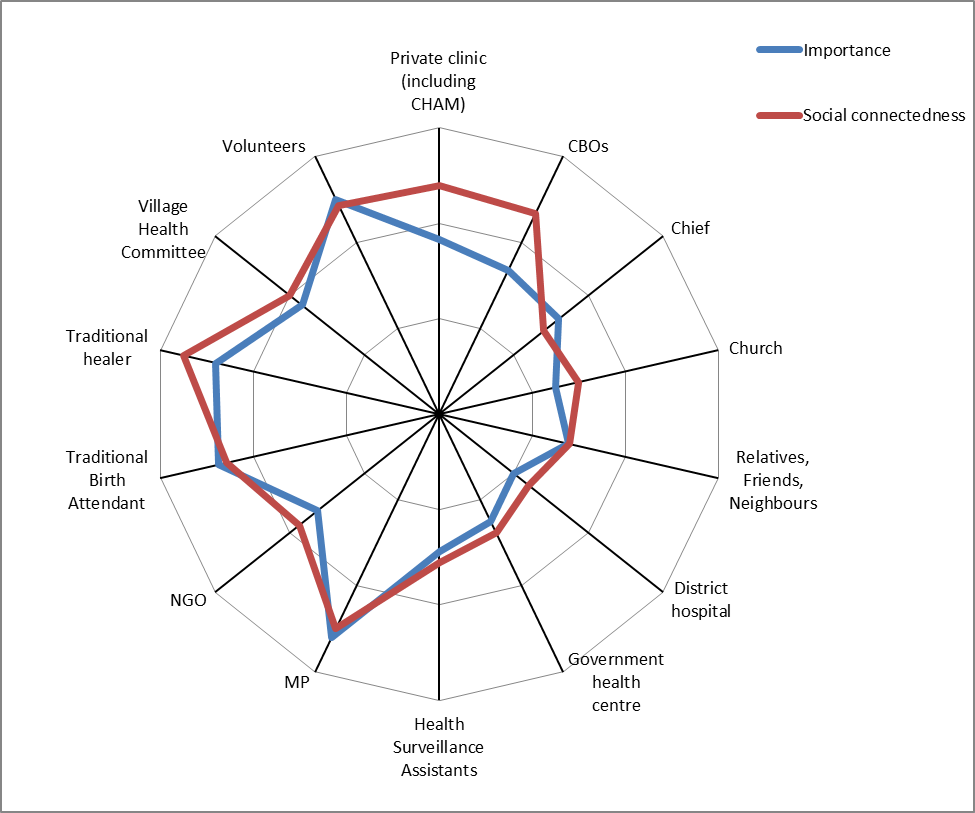 Importance
Social connectedness
Private clinic
(including
CHAM)
CBOs
Chief
Church
Relatives,
Friends,
Neighbours
District
hospital
Government
health
centre
Health
Surveillance
Assistants
MP
NGO
Traditional
Birth
Attendant
Traditional
healer
Village
Health
Committee
Volunteers